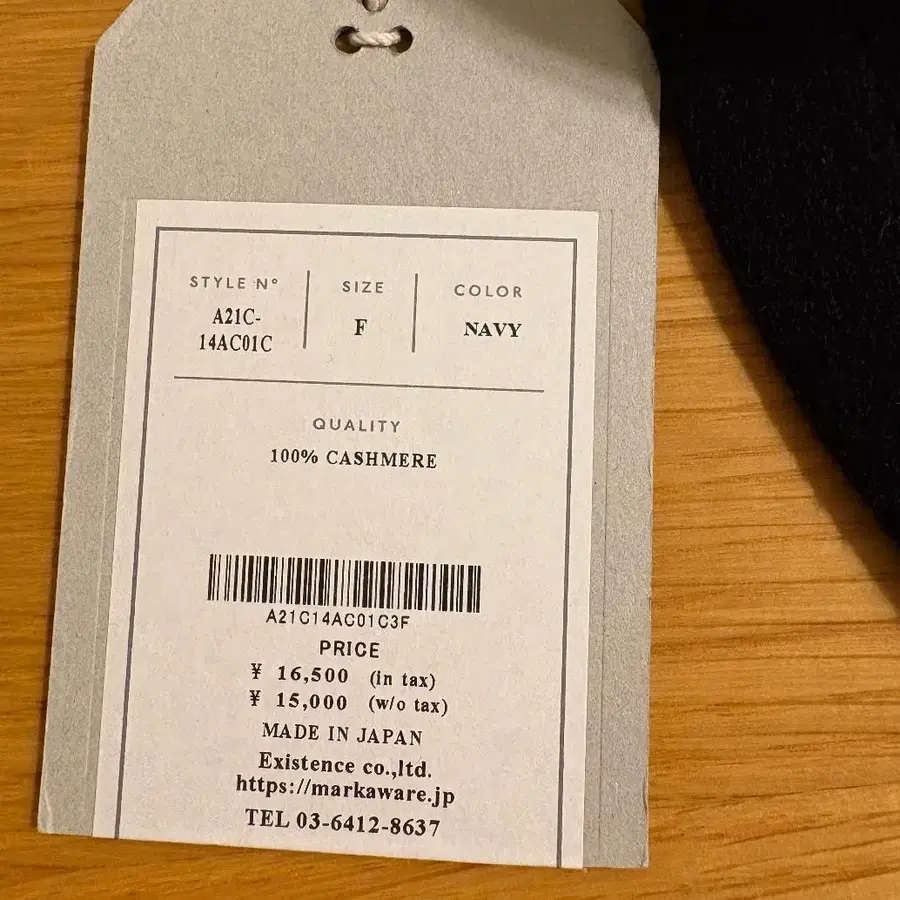 STYLE Nº
A21C-
14AC01C
SIZE
F
COLOR
NAVY
QUALITY
100% CASHMERE
A21C14AC01C3F
PRICE
¥ 16,500 (in tax)
¥ 15,000 (w/o tax)
MADE IN JAPAN
Existence co.,ltd.
https://markaware.jp
TEL 03-6412-8637